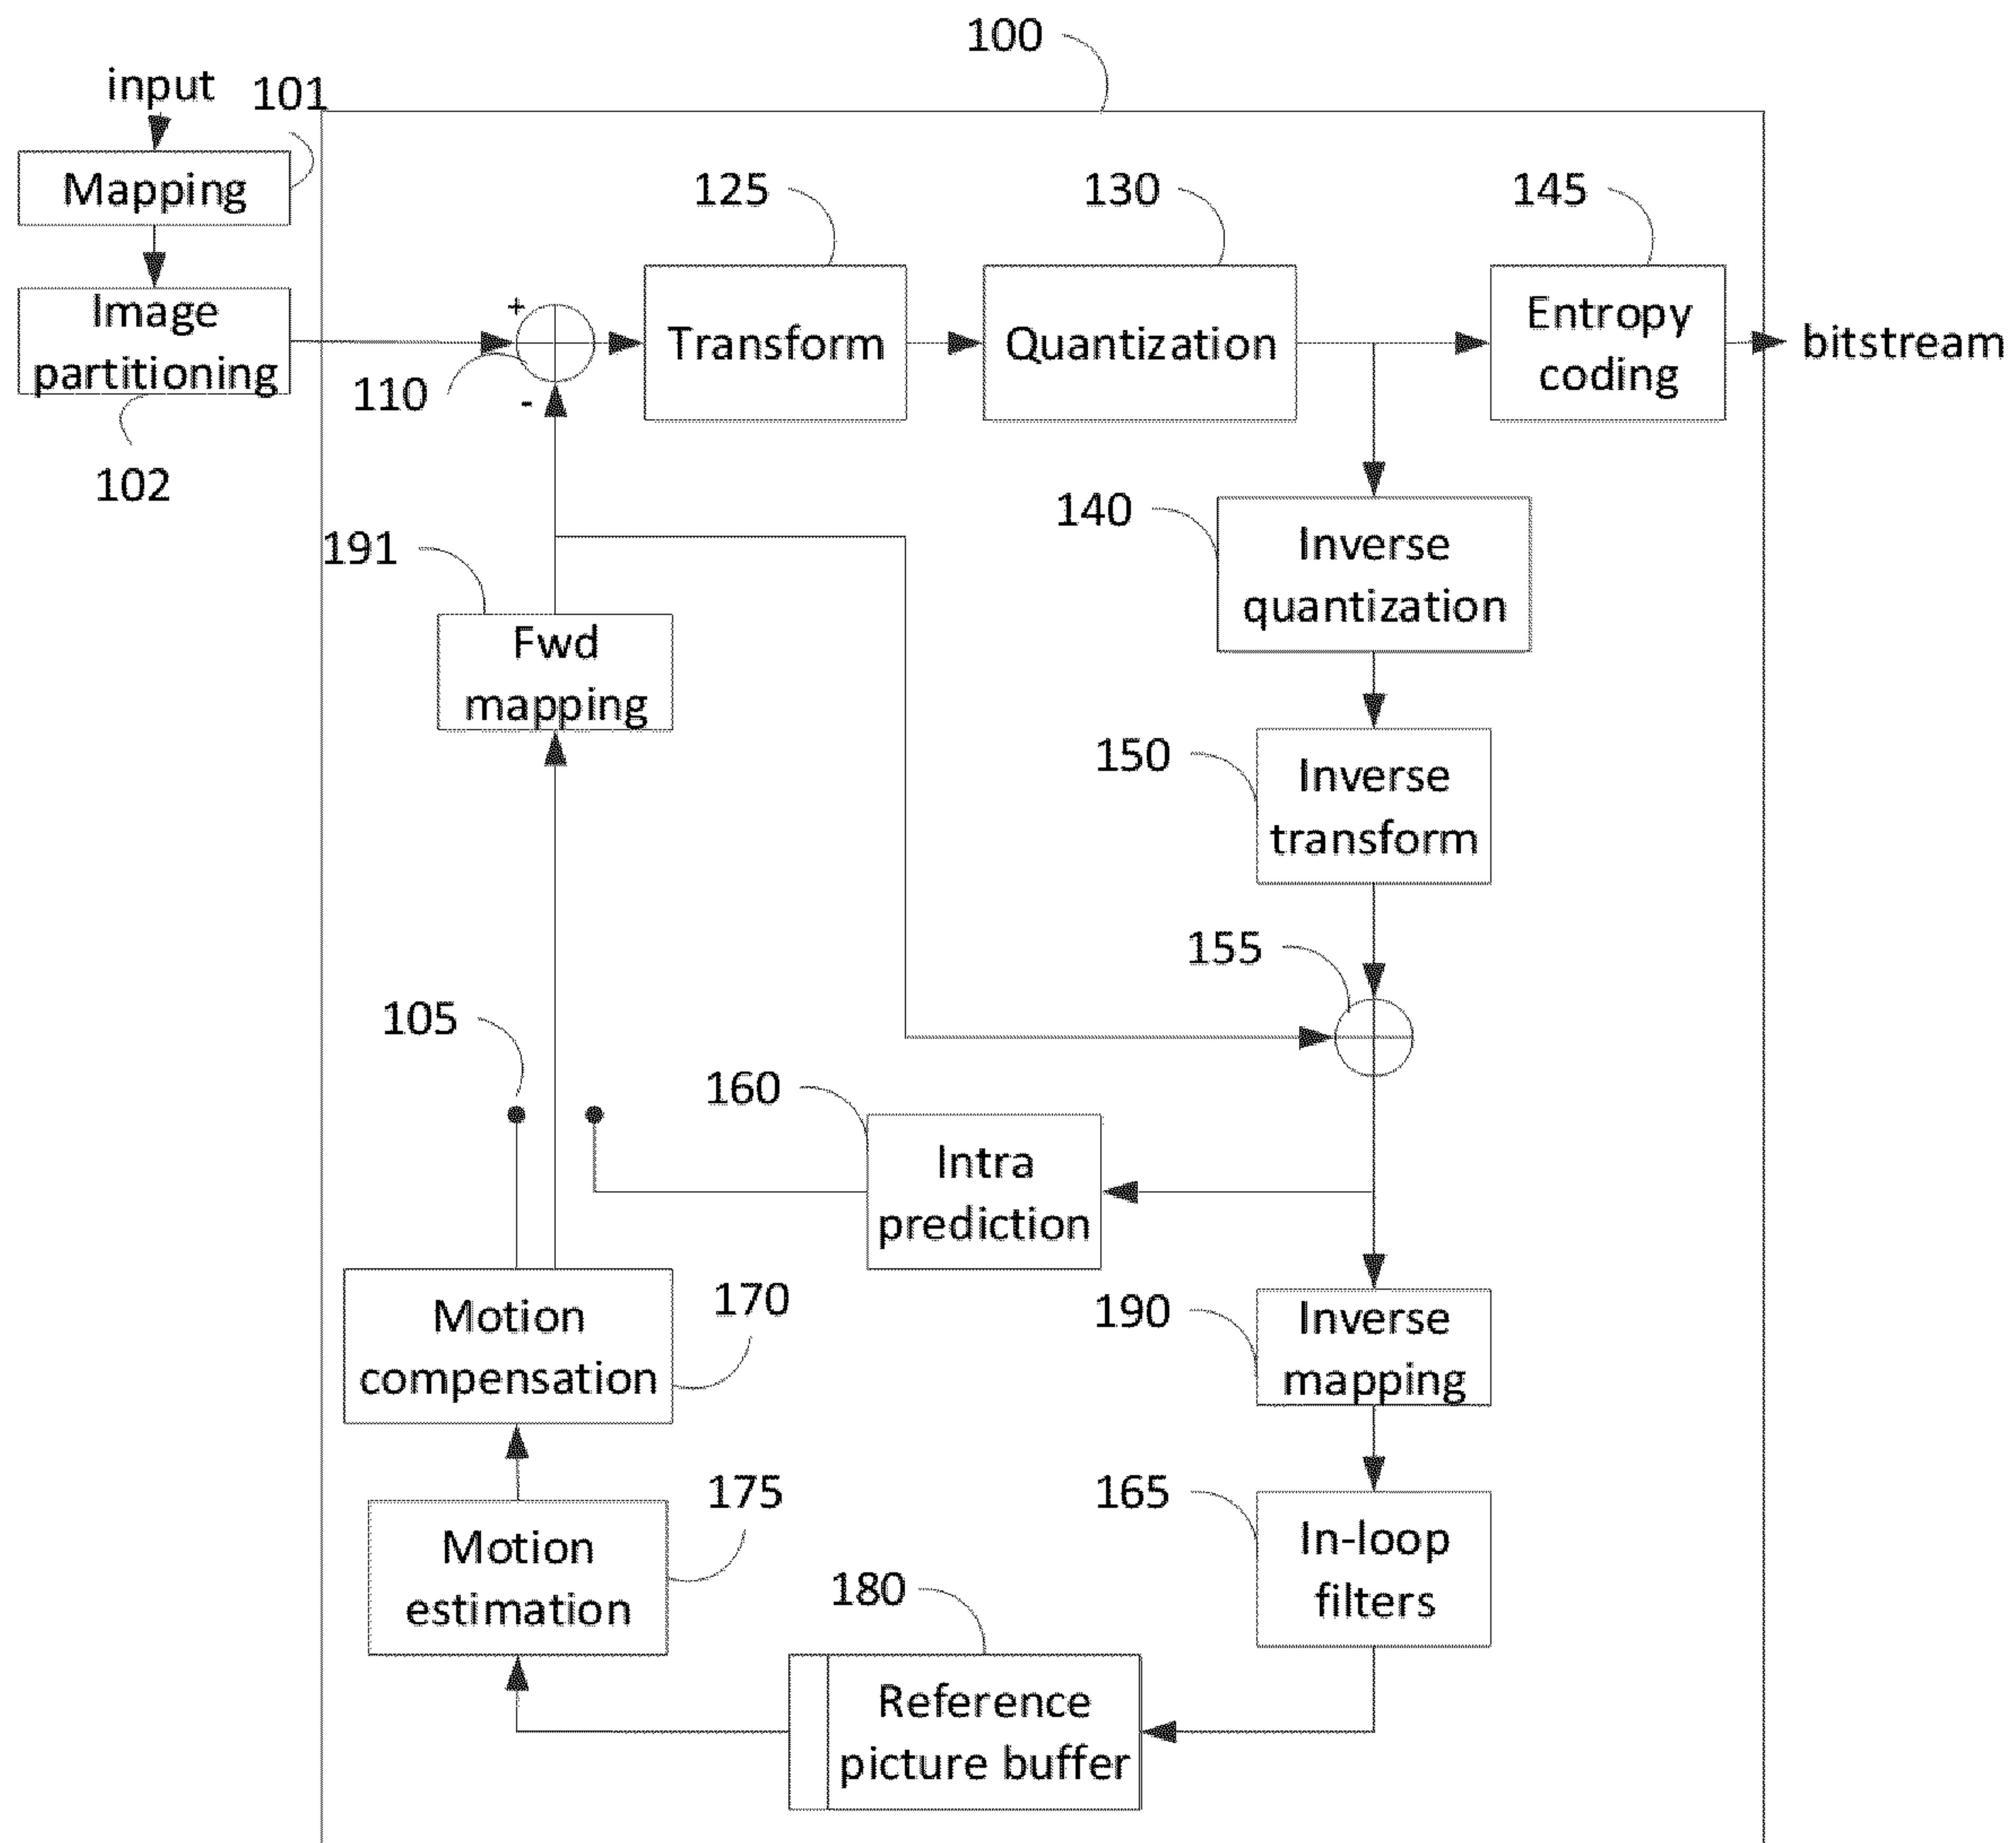 100
input
101
Mapping
125
130
145
Image
partitioning
+
Transform
Quantization
Entropy
coding
bitstream
110
-
102
140
Inverse
quantization
191
Fwd
mapping
150
Inverse
transform
155
105
160
Intra
prediction
170
Motion
compensation
190
Inverse
mapping
175
Motion
estimation
165
In-loop
filters
180
Reference
picture buffer